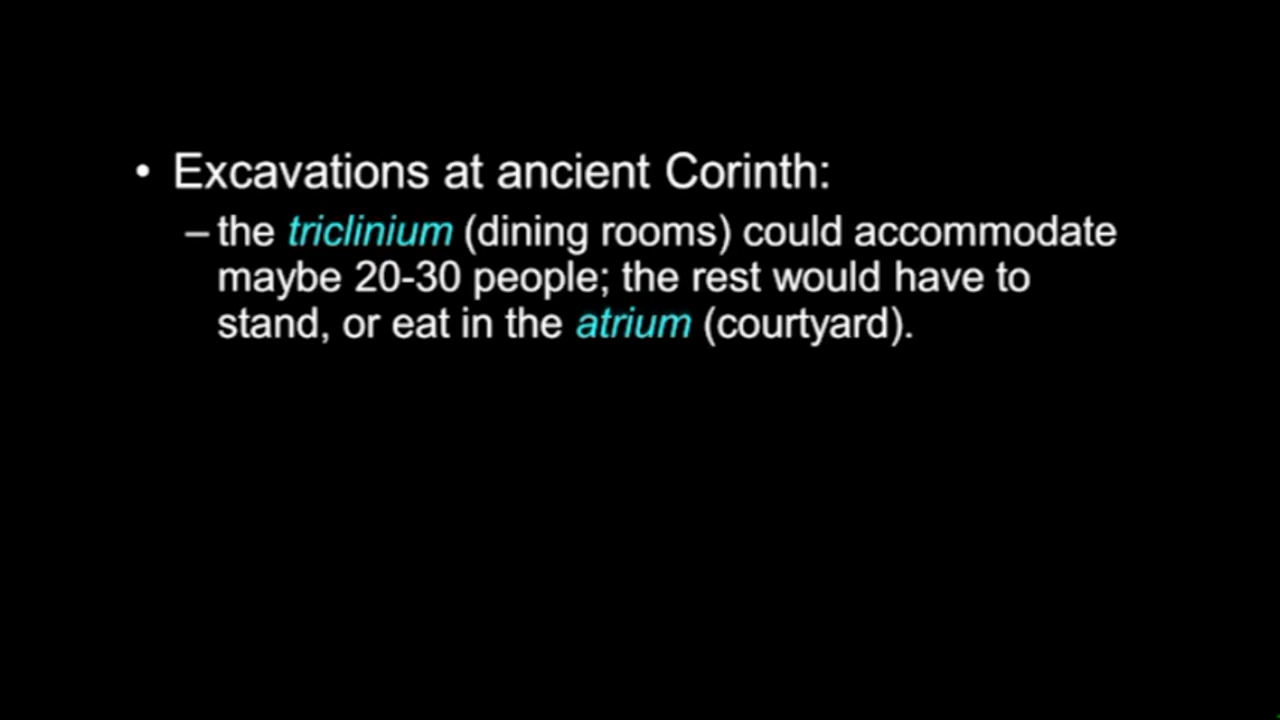 • Excavations at ancient Corinth:
– the triclinium (dining rooms) could accommodate
maybe 20-30 people; the rest would have to
stand, or eat in the atrium (courtyard).